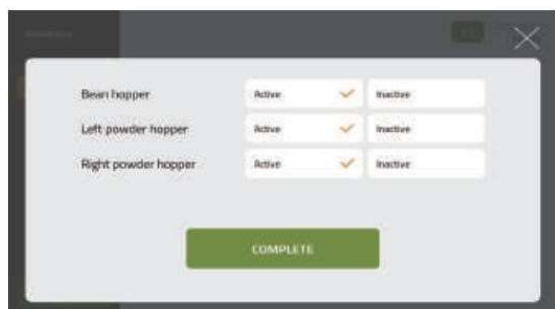 Bean hopper Active Inactive
Left powder hopper Active Inactive
Right powder hopper Active Inactive
COMPLETE